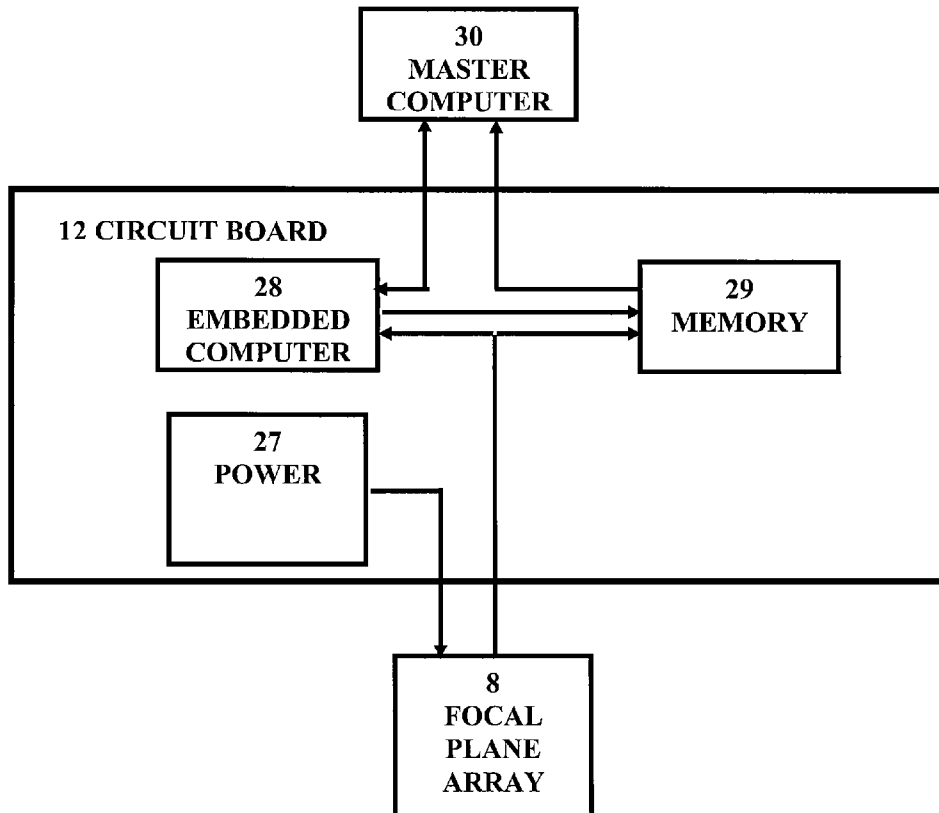 30
MASTER
COMPUTER
12 CIRCUIT BOARD
28
EMBEDDED
COMPUTER
29
MEMORY
27
POWER
8
FOCAL
PLANE
ARRAY